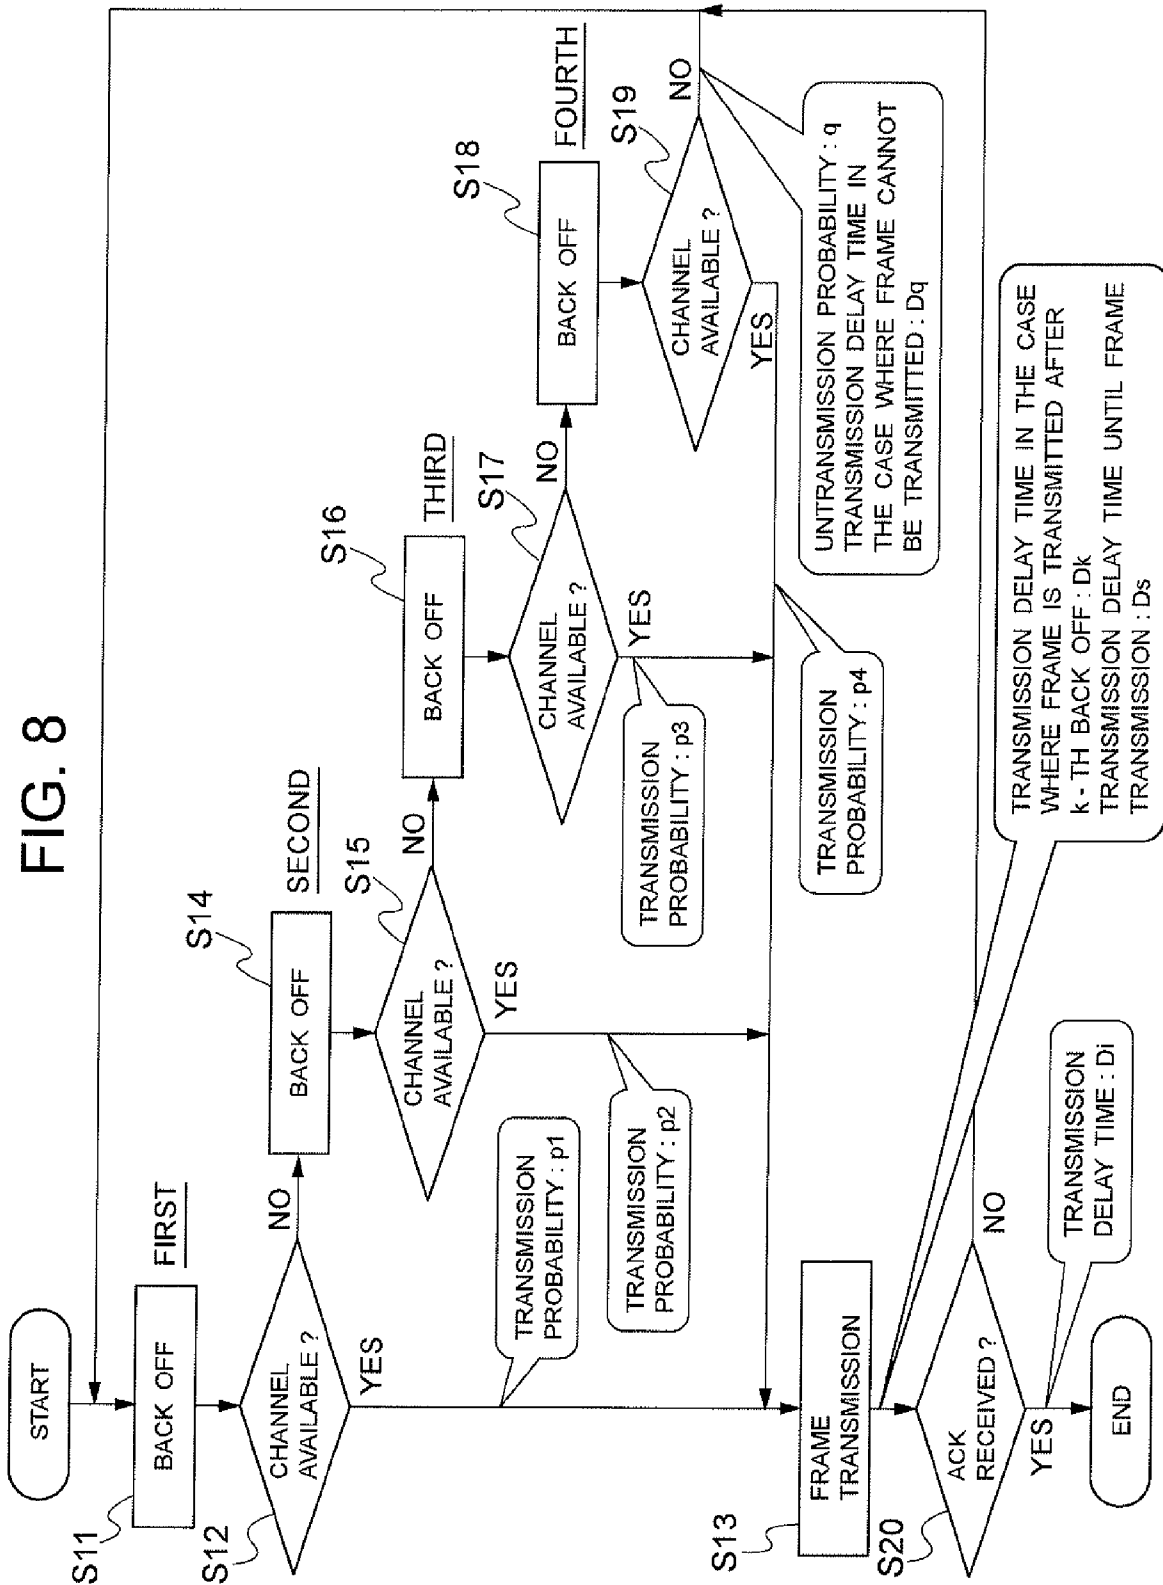 FIG. 8
START
S11
BACK OFF
FIRST
S12
CHANNEL
AVAILABLE ?
NO
YES
S14
BACK OFF
SECOND
S15
CHANNEL
AVAILABLE ?
NO
YES
S16
BACK OFF
THIRD
S17
CHANNEL
AVAILABLE ?
NO
YES
S18
BACK OFF
FOURTH
S19
CHANNEL
AVAILABLE ?
NO
YES
TRANSMISSION
PROBABILITY : p1
TRANSMISSION
PROBABILITY : p2
TRANSMISSION
PROBABILITY : p3
TRANSMISSION
PROBABILITY : p4
UNTRANSMISSION PROBABILITY : q
TRANSMISSION DELAY TIME IN
THE CASE WHERE FRAME CANNOT
BE TRANSMITTED : Dq
S13
FRAME
TRANSMISSION
TRANSMISSION DELAY TIME IN THE CASE
WHERE FRAME IS TRANSMITTED AFTER
k - TH BACK OFF : Dk
TRANSMISSION DELAY TIME UNTIL FRAME
TRANSMISSION : Ds
S20
ACK
RECEIVED ?
NO
YES
TRANSMISSION
DELAY TIME : Di
END